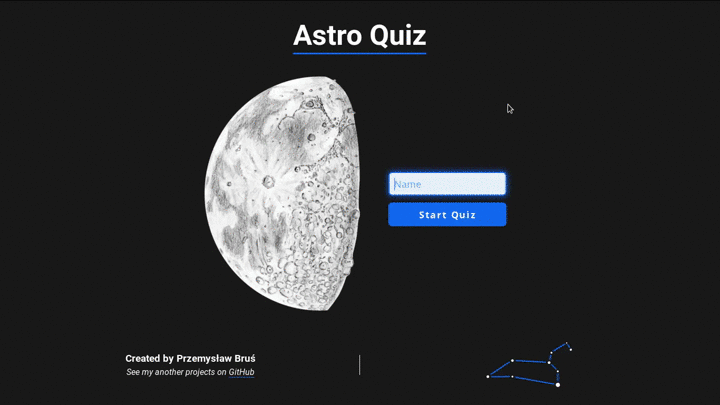 Astro Quiz
Name
Start Quiz
Created by Przemysław Bruś
See my another projects on GitHub